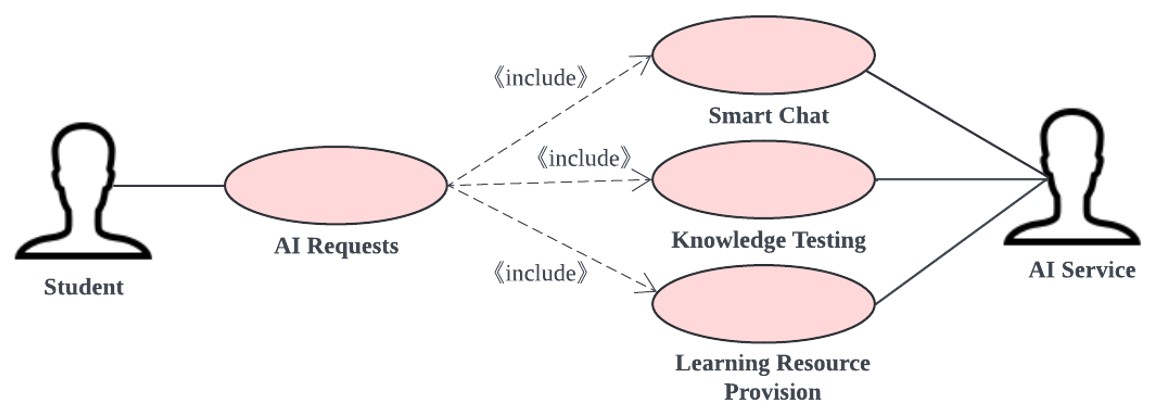 《include》
Smart Chat
《include》
AI Requests
Knowledge Testing
《include》
Student
AI Service
Learning Resource
Provision